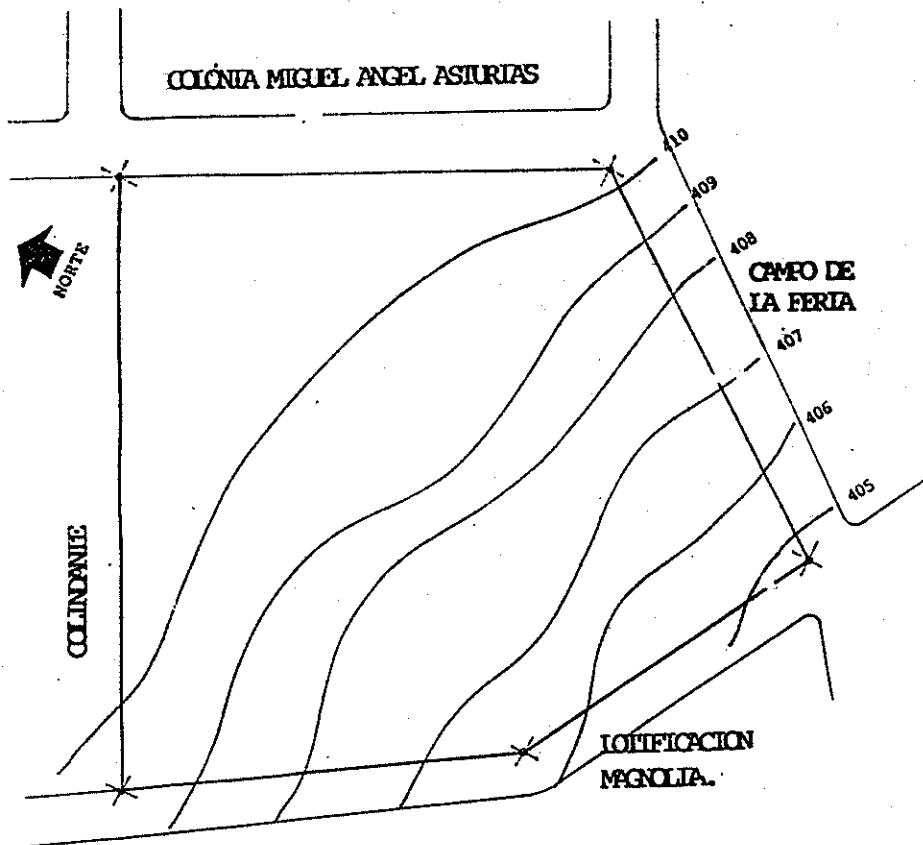 COLÓNIA MIGUEL ANGEL ASTURIAS
410
409
408
NORTE
CAMPO DE
LA FERIA
407
406
405
COLINDANTE
LOTIFICACION
MAGNOLIA.